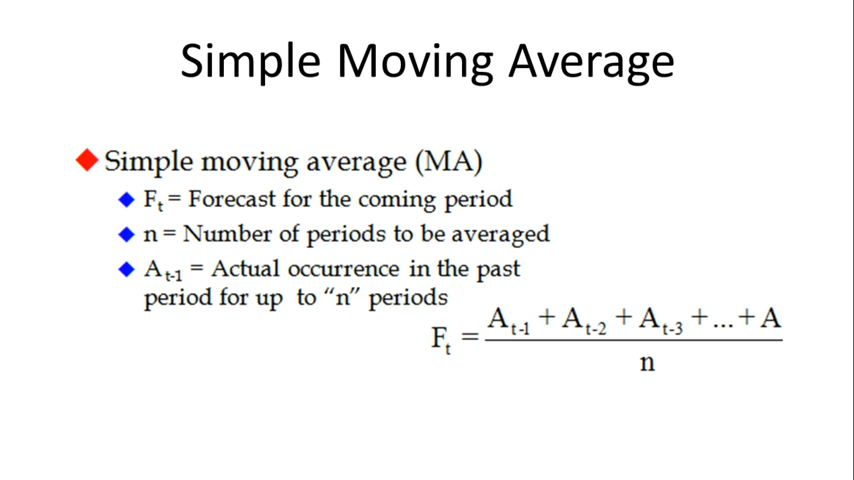 Simple Moving Average
Simple moving average (MA)
Fₜ = Forecast for the coming period
n = Number of periods to be averaged
Aₜ₋₁ = Actual occurrence in the past
period for up to “n” periods
Fₜ = (Aₜ₋₁ + Aₜ₋₂ + Aₜ₋₃ + ... + A) / n